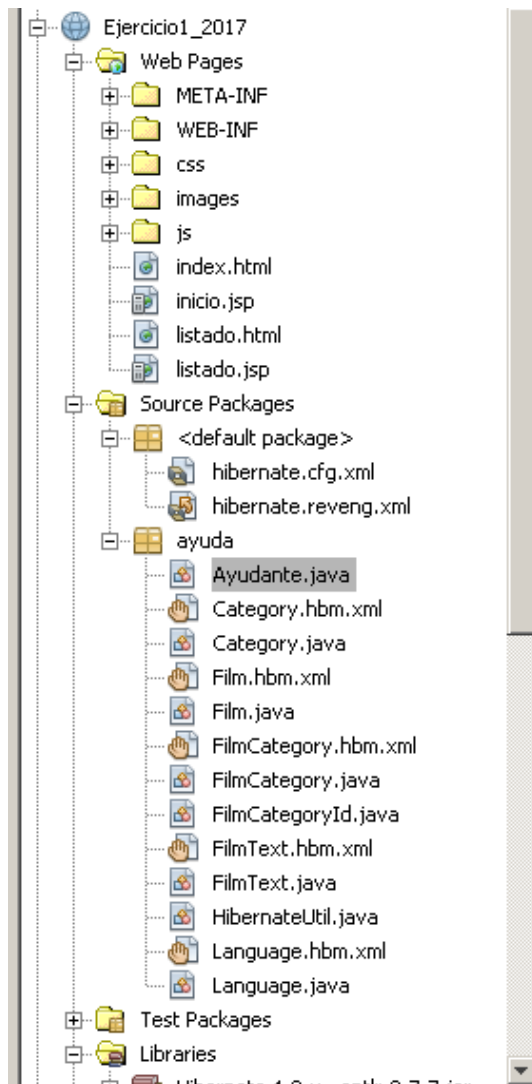 Ejercicio1_2017
Web Pages
META-INF
WEB-INF
css
images
js
index.html
inicio.jsp
listado.html
listado.jsp
Source Packages
<default package>
hibernate.cfg.xml
hibernate.reveng.xml
ayuda
Ayudante.java
Category.hbm.xml
Category.java
Film.hbm.xml
Film.java
FilmCategory.hbm.xml
FilmCategory.java
FilmCategoryId.java
FilmText.hbm.xml
FilmText.java
HibernateUtil.java
Language.hbm.xml
Language.java
Test Packages
Libraries